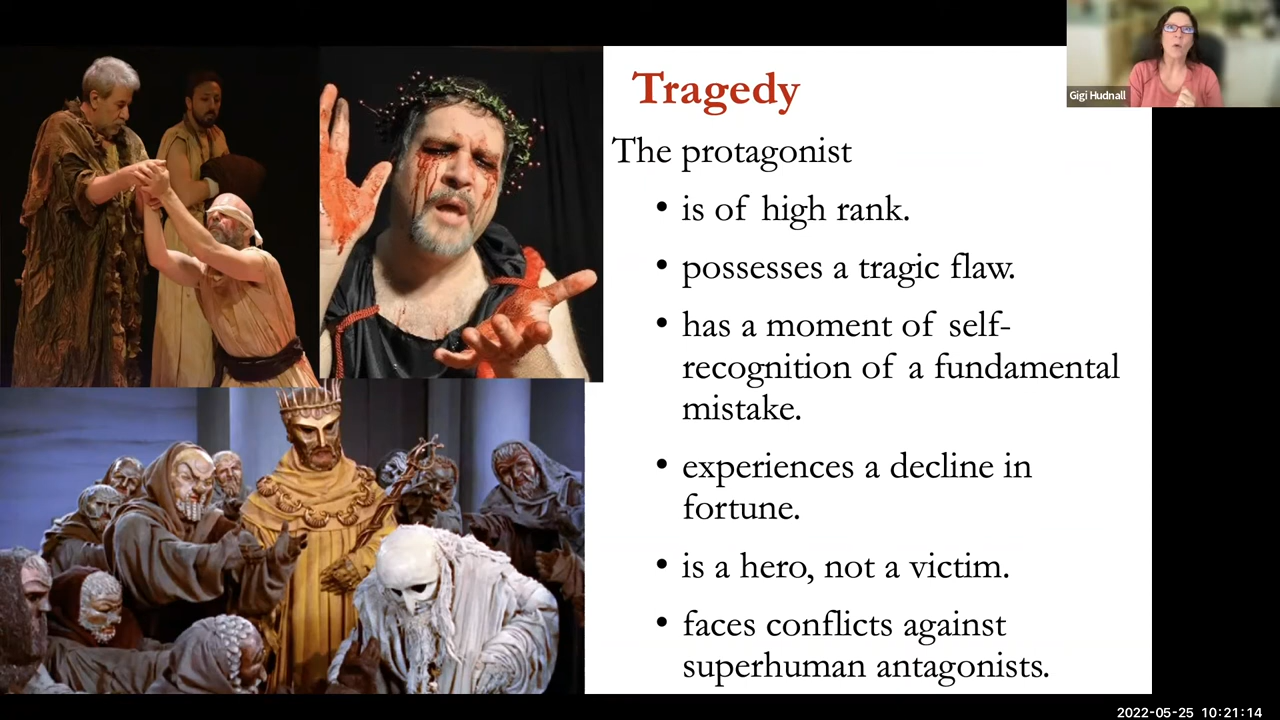 Tragedy
Gigi Hudnall
The protagonist
• is of high rank.
• possesses a tragic flaw.
• has a moment of self-
recognition of a fundamental
mistake.
• experiences a decline in
fortune.
• is a hero, not a victim.
• faces conflicts against
superhuman antagonists.
2022-05-25 10:21:14